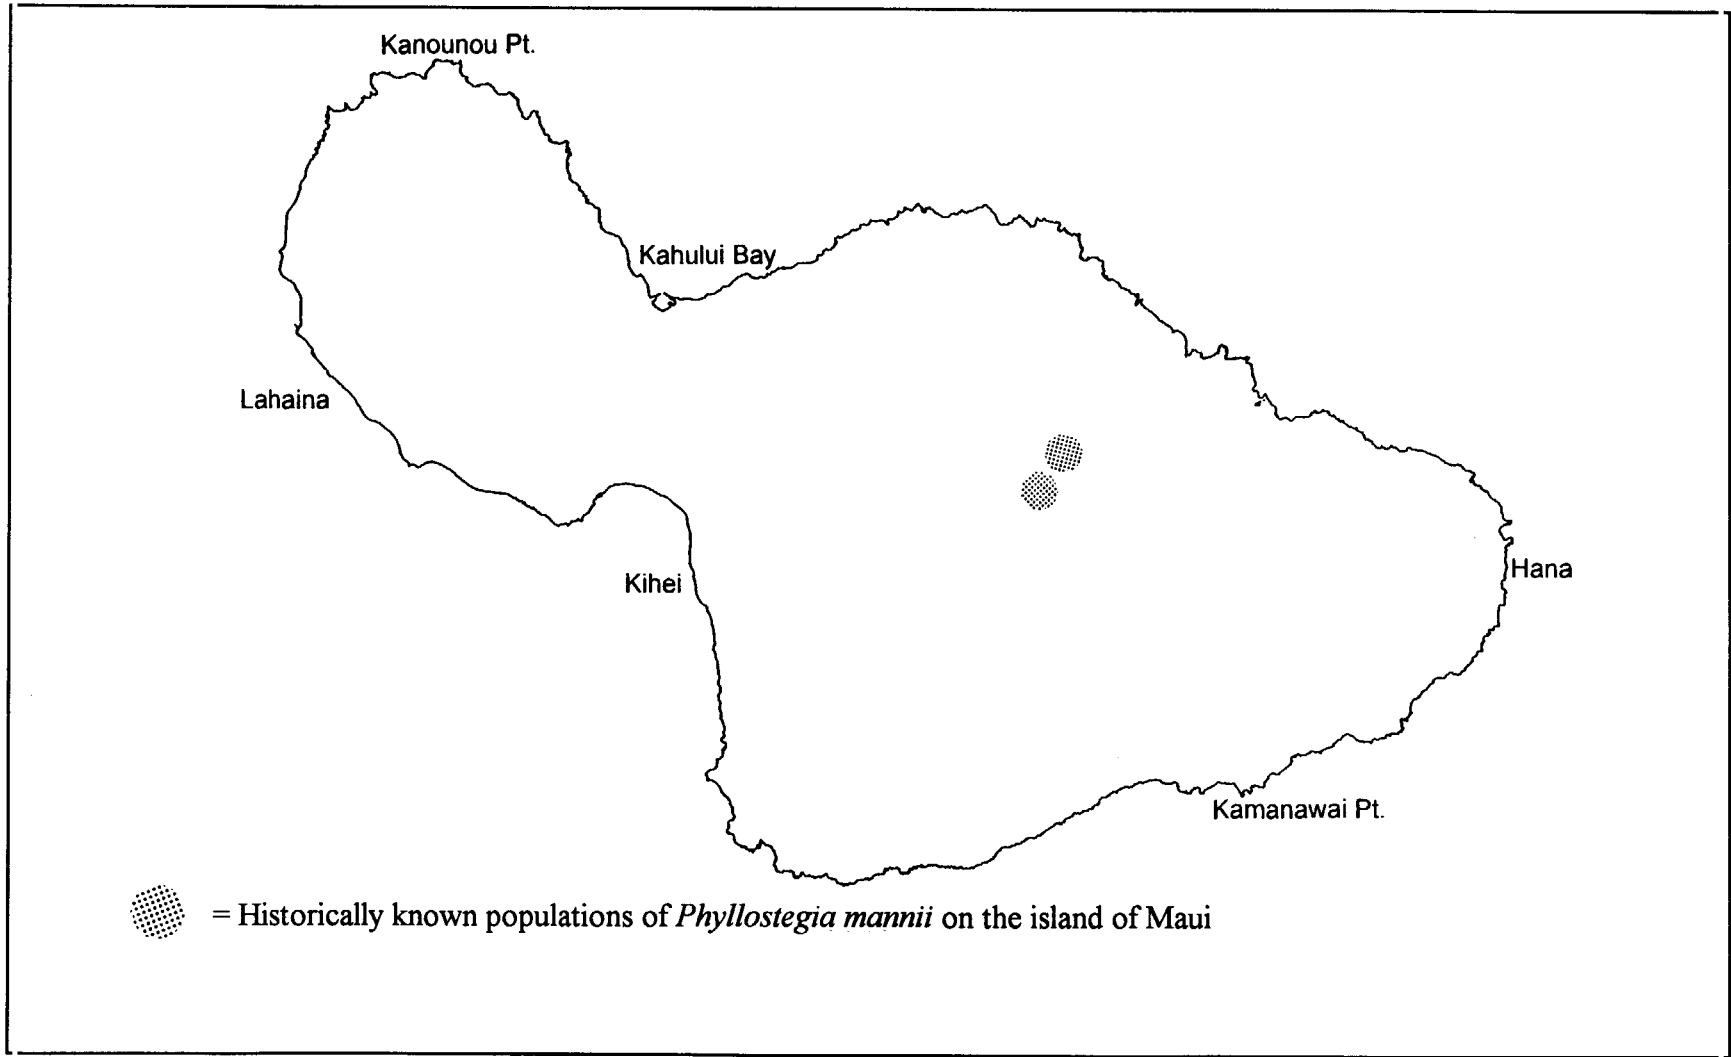 Kanounou Pt.
Kahului Bay
Lahaina
Kihei
Hana
Kamanawai Pt.
= Historically known populations of Phyllostegia mannii on the island of Maui